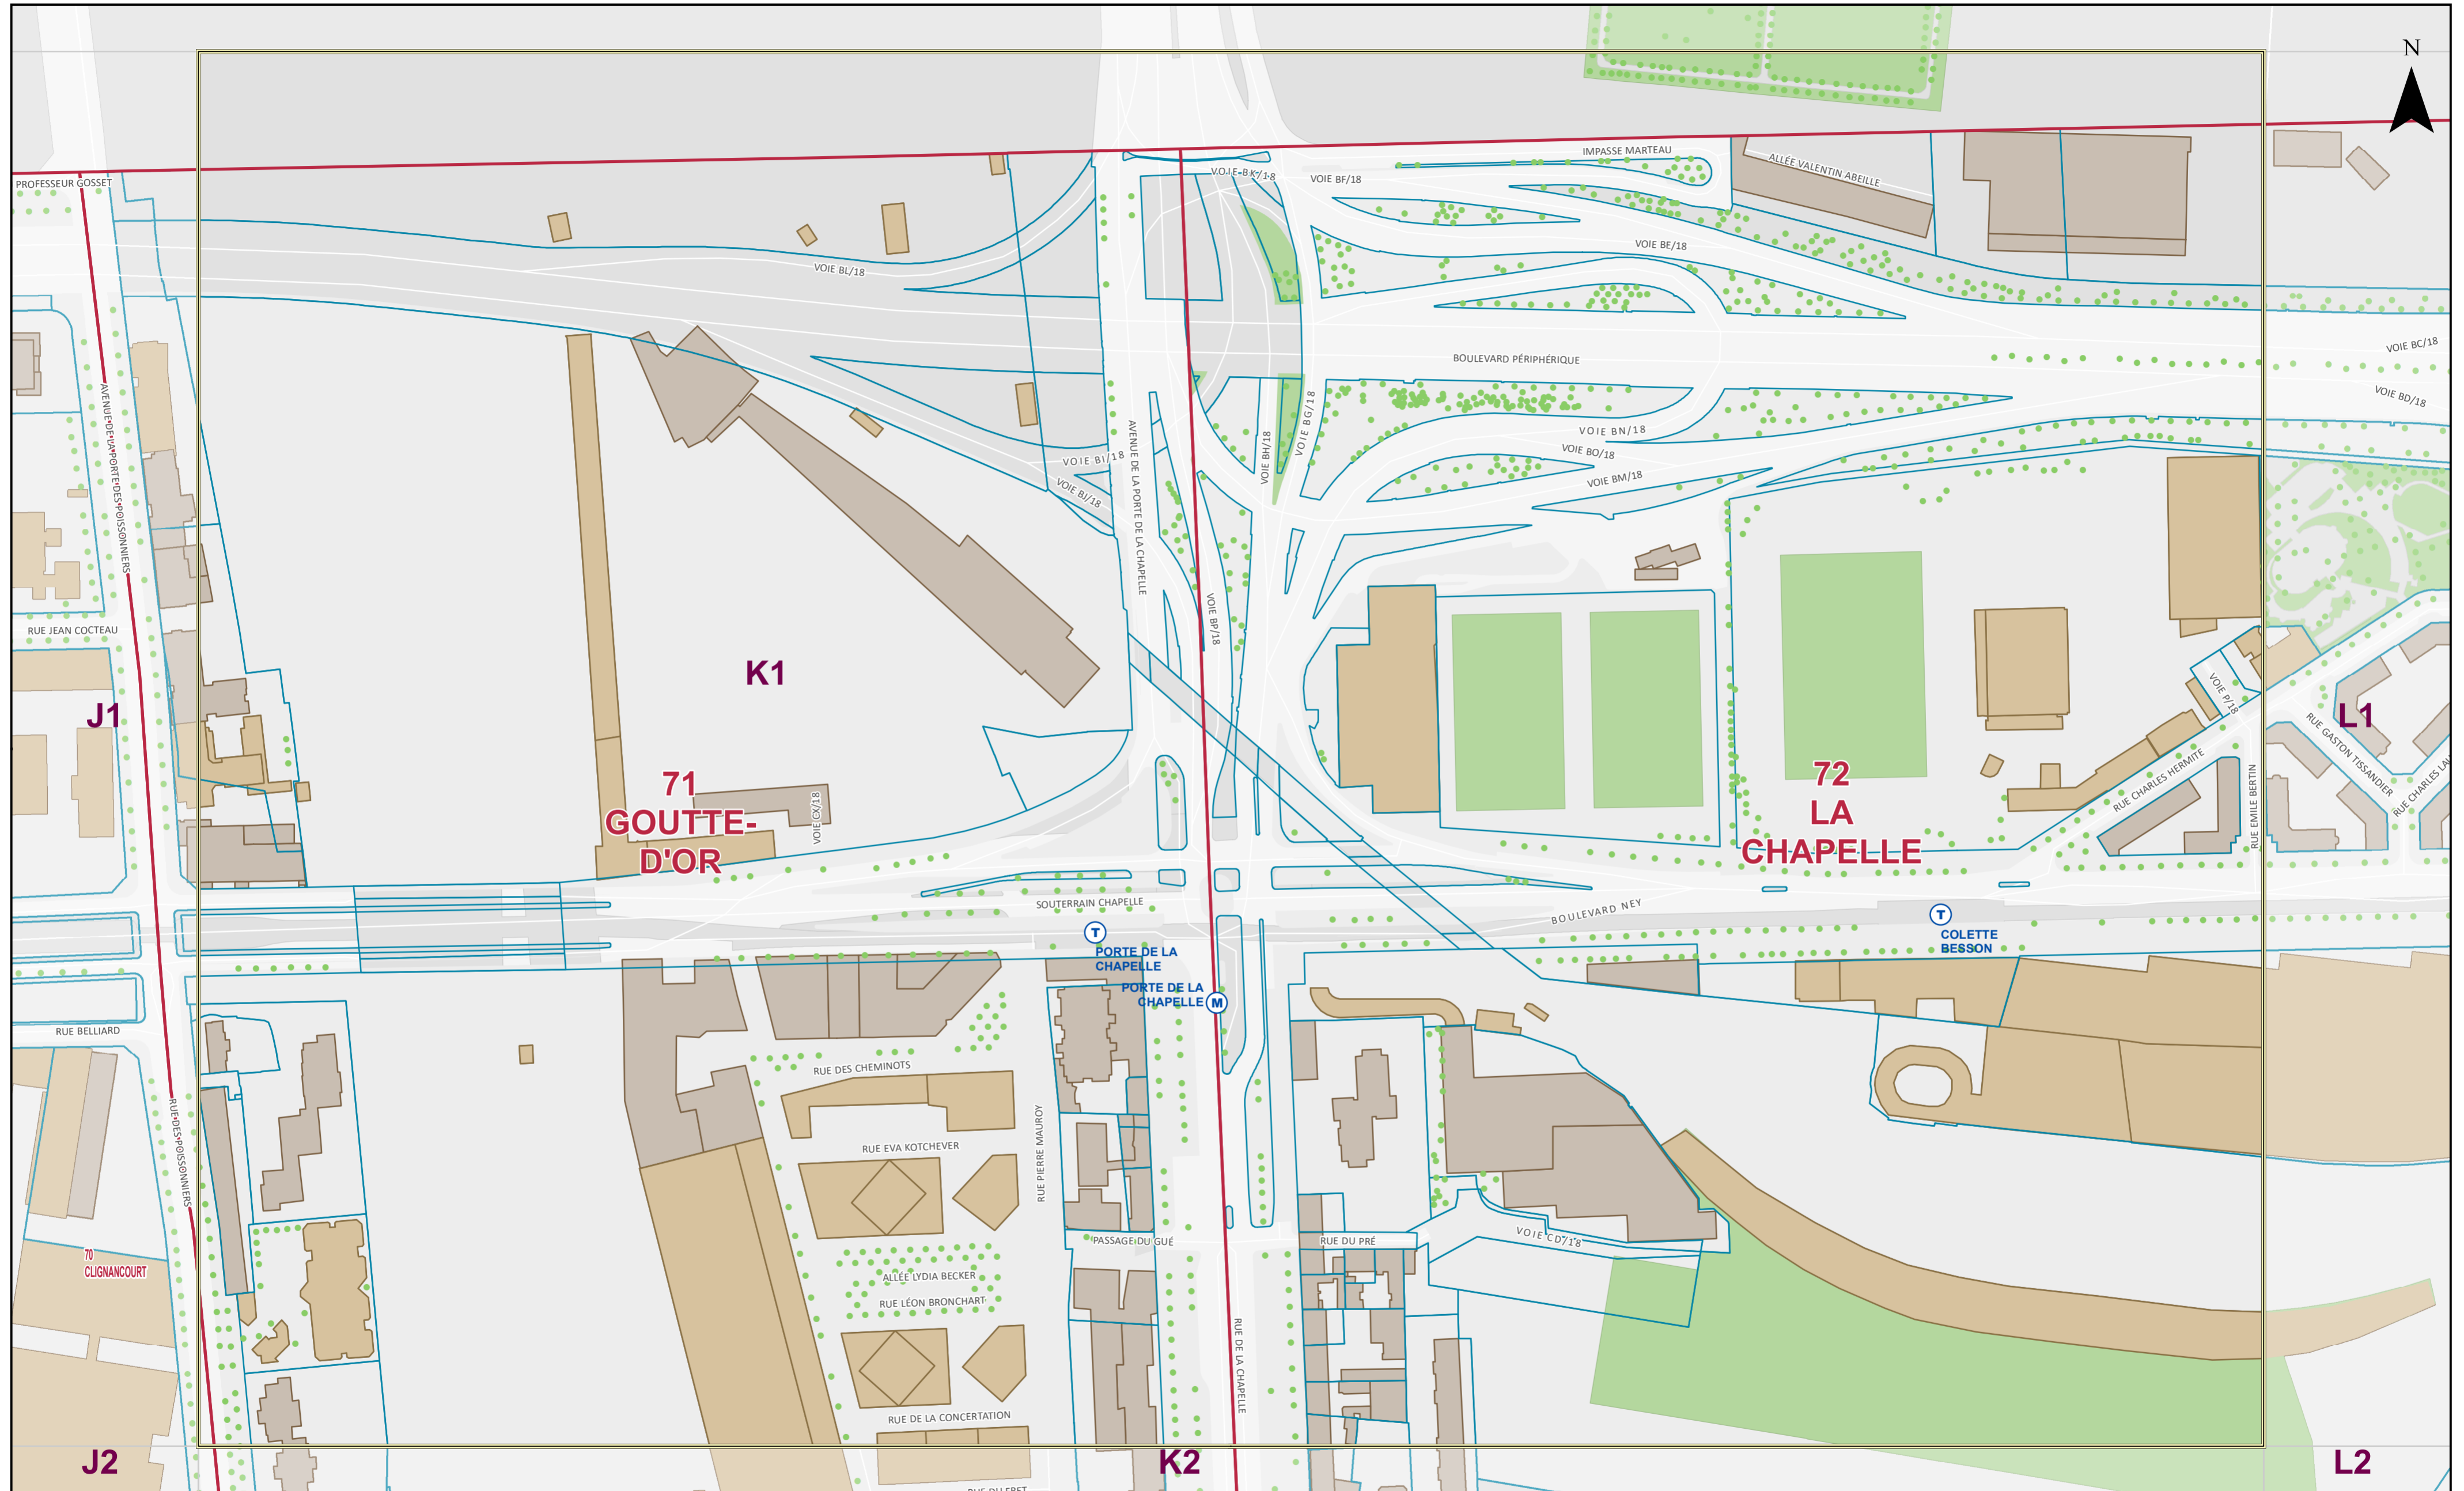 N
IMPASSE MARTEAU
ALLÉE VALENTIN ABEILLE
VOIE BK/18
VOIE BF/18
PROFESSEUR GOSSET
VOIE BE/18
VOIE BL/18
VOIE BC/18
BOULEVARD PÉRIPHÉRIQUE
VOIE BD/18
AVENUE DE LA PORTE DES POISSONNIERS
AVENUE DE LA PORTE DE LA CHAPELLE
VOIE BG/18
VOIE BH/18
VOIE BN/18
VOIE BO/18
VOIE BI/18
VOIE BJ/18
VOIE BM/18
VOIE BP/18
RUE JEAN COCTEAU
K1
J1
L1
VOIE P/18
RUE GASTON TISSANDIER
RUE CHARLES HERMITE
RUE EMILE BERTIN
RUE CHARLES LAU
71
GOUTTE-
D'OR
VOIE CX/18
72
LA
CHAPELLE
SOUTERRAIN CHAPELLE
BOULEVARD NEY
T
PORTE DE LA
CHAPELLE
T
COLETTE
BESSON
PORTE DE LA
CHAPELLE
M
RUE BELLIARD
RUE DES CHEMINOTS
RUE EVA KOTCHEVER
RUE PIERRE MAUROY
RUE DES POISSONNIERS
PASSAGE DU GUÉ
RUE DU PRÉ
VOIE CD/18
70
CLIGNANCOURT
ALLÉE LYDIA BECKER
RUE LÉON BRONCHART
RUE DE LA CHAPELLE
RUE DE LA CONCERTATION
J2
K2
L2
RUE DU FRET